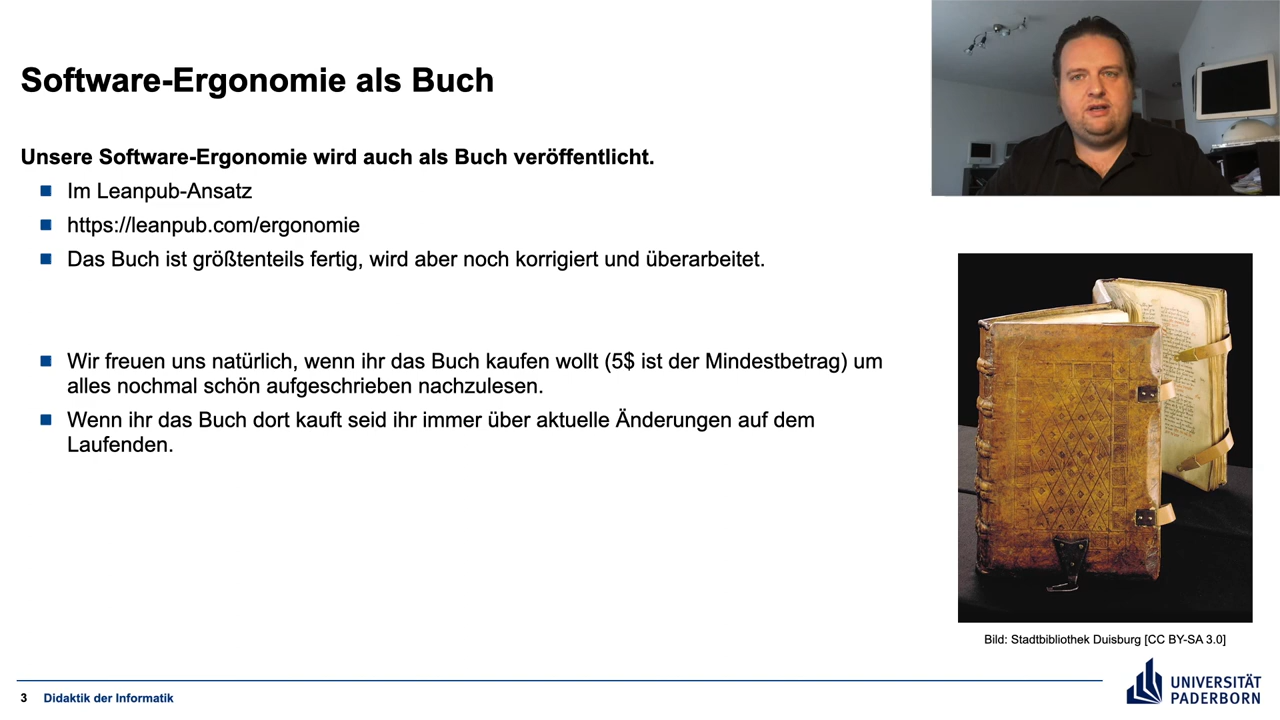 Software-Ergonomie als Buch
Unsere Software-Ergonomie wird auch als Buch veröffentlicht.
Im Leanpub-Ansatz
https://leanpub.com/ergonomie
Das Buch ist größtenteils fertig, wird aber noch korrigiert und überarbeitet.
Wir freuen uns natürlich, wenn ihr das Buch kaufen wollt (5$ ist der Mindestbetrag) um
alles nochmal schön aufgeschrieben nachzulesen.
Wenn ihr das Buch dort kauft seid ihr immer über aktuelle Änderungen auf dem
Laufenden.
Bild: Stadtbibliothek Duisburg [CC BY-SA 3.0]
3 Didaktik der Informatik
UNIVERSITÄT
PADERBORN